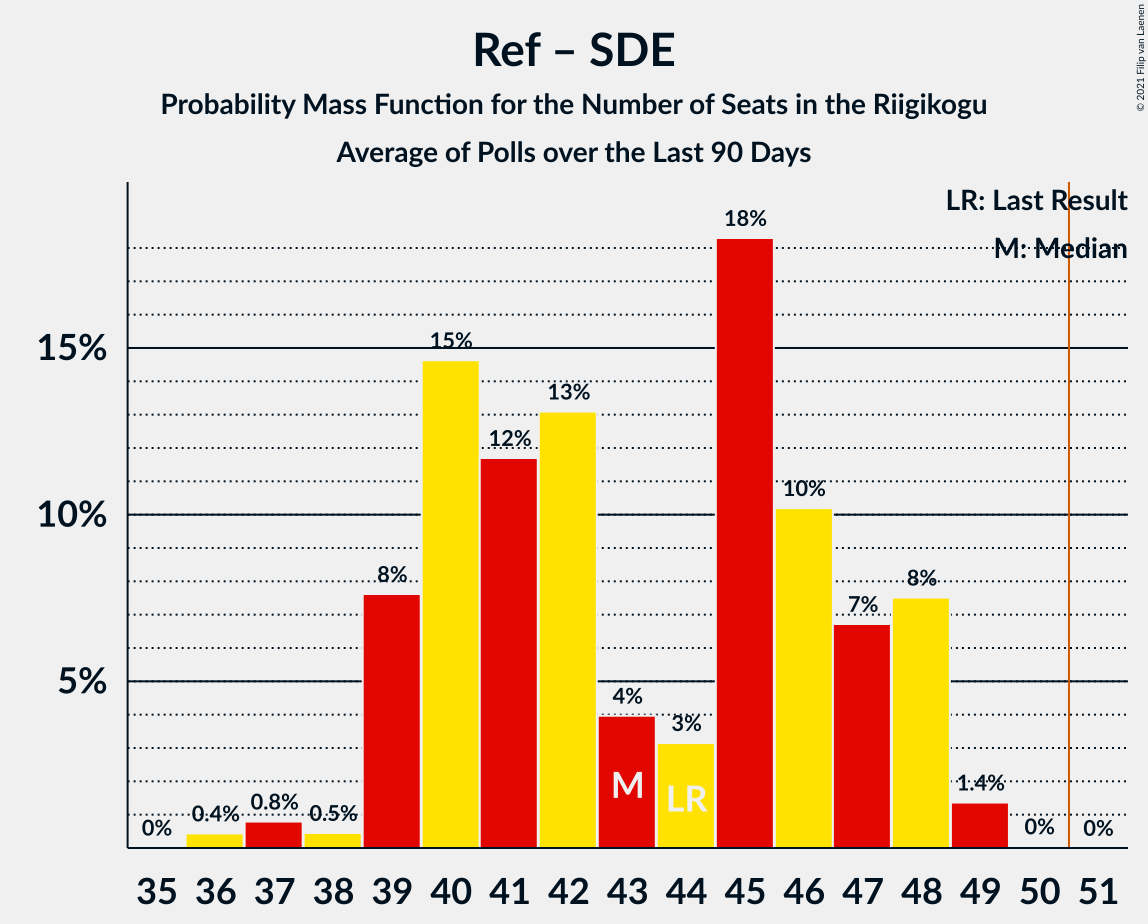 Ref – SDE
Probability Mass Function for the Number of Seats in the Riigikogu
Average of Polls over the Last 90 Days
© 2021 Filip van Laenen
LR: Last Result
M: Median
15%
10%
5%
0%
0.4%
0.8%
0.5%
8%
15%
12%
13%
4%
3%
18%
10%
7%
8%
1.4%
0%
0%
M
LR
35 36 37 38 39 40 41 42 43 44 45 46 47 48 49 50 51